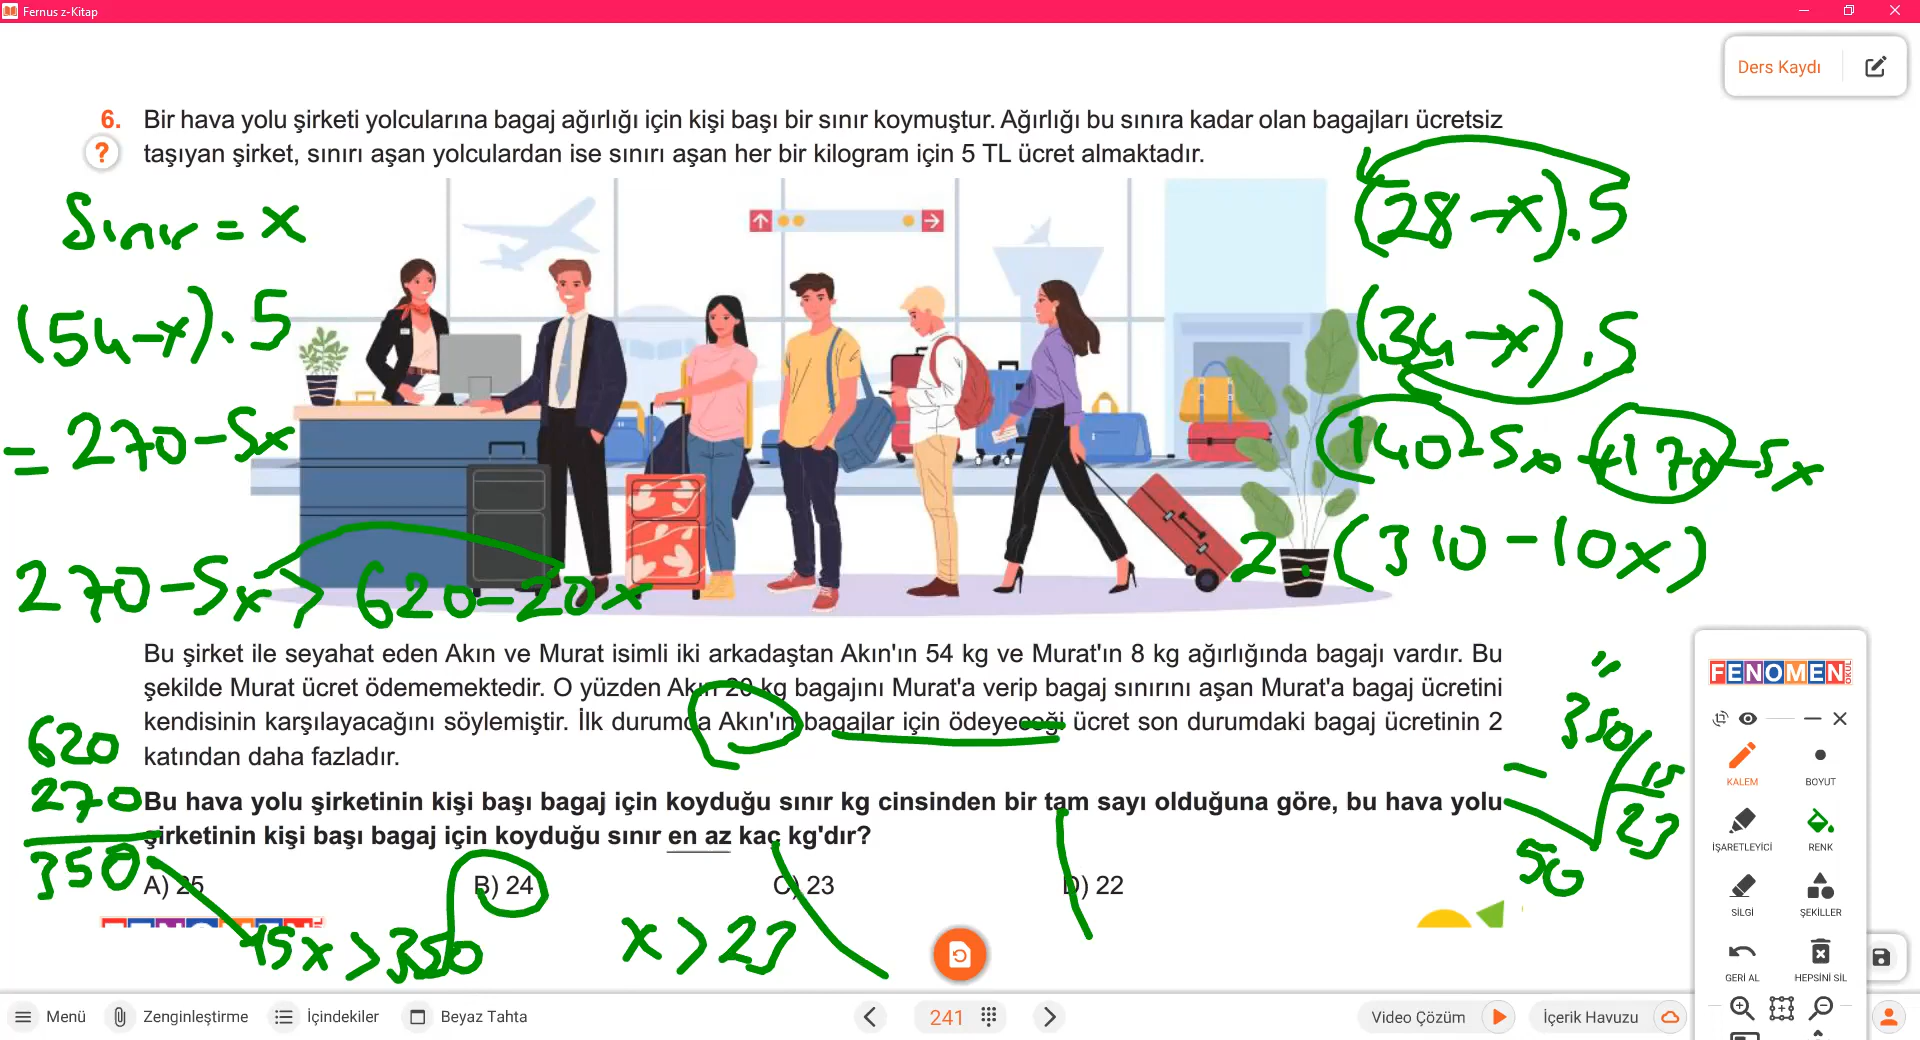 Fernus z-Kitap
Ders Kaydı
6. Bir hava yolu şirketi yolcularına bagaj ağırlığı için kişi başı bir sınır koymuştur. Ağırlığı bu sınıra kadar olan bagajları ücretsiz
? taşıyan şirket, sınırı aşan yolculardan ise sınırı aşan her bir kilogram için 5 TL ücret almaktadır.
Sınır = x
(54-x).5
= 270-5x
270-5x > 620-20x
(28-x).5
(34-x).5
140-5x+170-5x
2.(310-10x)
Bu şirket ile seyahat eden Akın ve Murat isimli iki arkadaştan Akın'ın 54 kg ve Murat'ın 8 kg ağırlığında bagajı vardır. Bu
şekilde Murat ücret ödememektedir. O yüzden Akın 20 kg bagajını Murat'a verip bagaj sınırını aşan Murat'a bagaj ücretini
kendisinin karşılayacağını söylemiştir. İlk durumda Akın'ın bagajlar için ödeyeceği ücret son durumdaki bagaj ücretinin 2
katından daha fazladır.
Bu hava yolu şirketinin kişi başı bagaj için koyduğu sınır kg cinsinden bir tam sayı olduğuna göre, bu hava yolu
şirketinin kişi başı bagaj için koyduğu sınır en az kaç kg'dır?
A) 25 B) 24 C) 23 D) 22
620
270
350
15x > 350
x > 23
350
15
23
50
FENOMEN OKUL
KALEM
BOYUT
İŞARETLEYİCİ
RENK
SİLGİ
ŞEKİLLER
GERİ AL
HEPSİNİ SİL
Menü
Zenginleştirme
İçindekiler
Beyaz Tahta
241
Video Çözüm
İçerik Havuzu